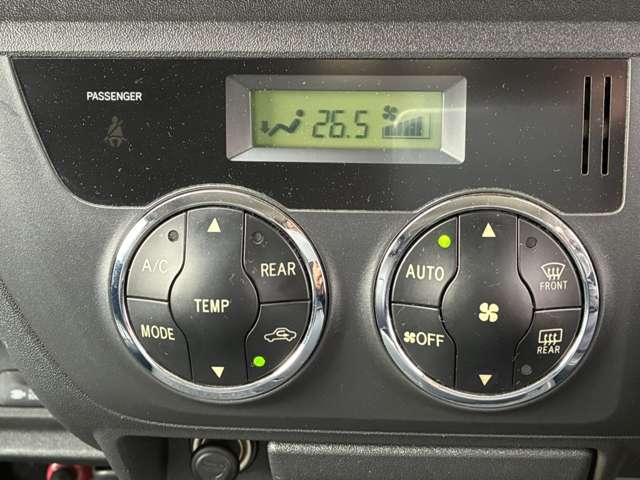 PASSENGER
26.5
A/C
REAR
TEMP
MODE
AUTO
FRONT
OFF
REAR